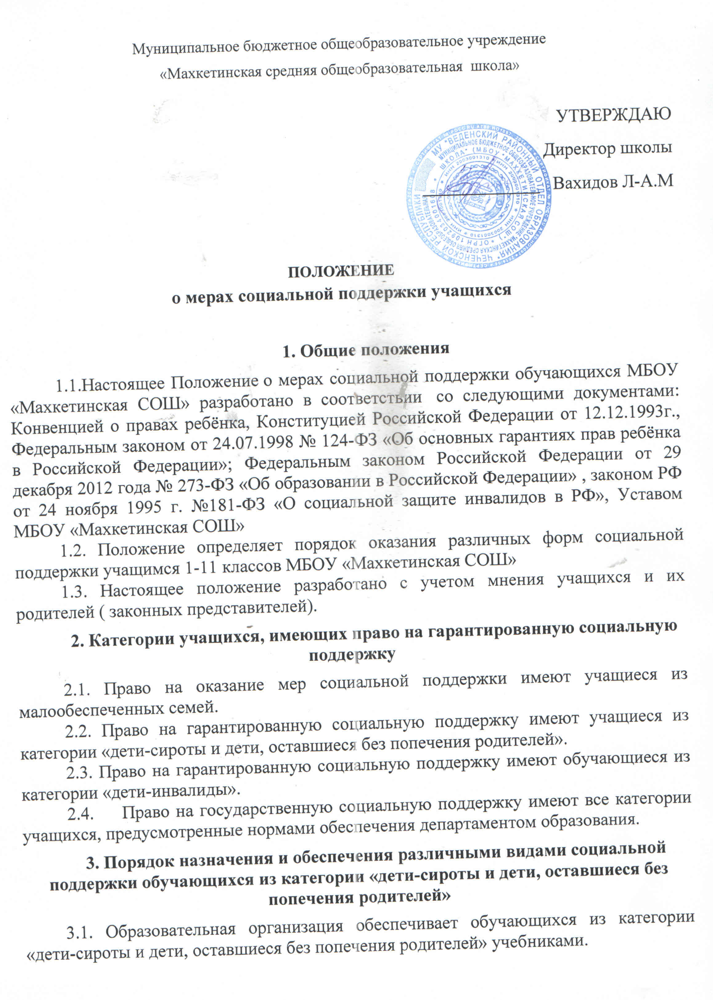 Муниципальное бюджетное общеобразовательное учреждение
«Махкетинская средняя общеобразовательная школа»
УТВЕРЖДАЮ
Директор школы
Вахидов Л-А.М
МУ "ВЕДЕНСКИЙ РАЙОННЫЙ ОТДЕЛ ОБРАЗОВАНИЯ" ЧЕЧЕНСКОЙ РЕСПУБЛИКИ
МУНИЦИПАЛЬНОЕ БЮДЖЕТНОЕ ОБЩЕОБРАЗОВАТЕЛЬНОЕ УЧРЕЖДЕНИЕ "МАХКЕТИНСКАЯ СРЕДНЯЯ ОБЩЕОБРАЗОВАТЕЛЬНАЯ
ШКОЛА" (МБОУ "МАХКЕТИНСКАЯ СОШ") * ОГРН 1092034001608 *
ИНН 2003001310 * ИНН 2003001310 * ИНН 2003001310 * ИНН 2003001310
ПОЛОЖЕНИЕ
о мерах социальной поддержки учащихся
1. Общие положения
1.1.Настоящее Положение о мерах социальной поддержки обучающихся МБОУ
«Махкетинская СОШ» разработано в соответстьии со следующими документами:
Конвенцией о правах ребёнка, Конституцией Российской Федерации от 12.12.1993г.,
Федеральным законом от 24.07.1998 № 124-ФЗ «Об основных гарантиях прав ребёнка
в Российской Федерации»; Федеральным законом Российской Федерации от 29
декабря 2012 года № 273-ФЗ «Об образовании в Российской Федерации» , законом РФ
от 24 ноября 1995 г. №181-ФЗ «О социальной защите инвалидов в РФ», Уставом
МБОУ «Махкетинская СОШ»
1.2. Положение определяет порядок оказания различных форм социальной
поддержки учащимся 1-11 классов МБОУ «Махкетинская СОШ»
1.3. Настоящее положение разработано с учетом мнения учащихся и их
родителей ( законных представителей).
2. Категории учащихся, имеющих право на гарантированную социальную
поддержку
2.1. Право на оказание мер социальной поддержки имеют учащиеся из
малообеспеченных семей.
2.2. Право на гарантированную социальную поддержку имеют учащиеся из
категории «дети-сироты и дети, оставшиеся без попечения родителей».
2.3. Право на гарантированную социальную поддержку имеют обучающиеся из
категории «дети-инвалиды».
2.4. Право на государственную социальную поддержку имеют все категории
учащихся, предусмотренные нормами обеспечения департаментом образования.
3. Порядок назначения и обеспечения различными видами социальной
поддержки обучающихся из категории «дети-сироты и дети, оставшиеся без
попечения родителей»
3.1. Образовательная организация обеспечивает обучающихся из категории
«дети-сироты и дети, оставшиеся без попечения родителей» учебниками.